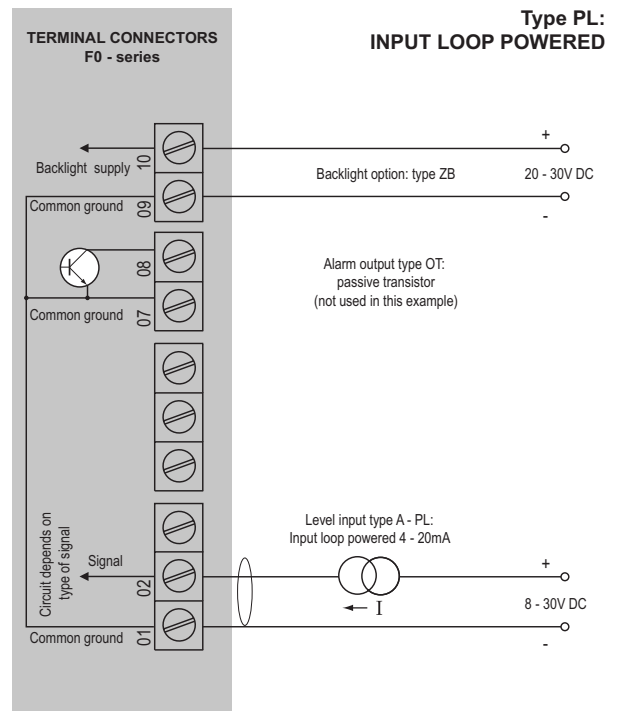 Type PL:
INPUT LOOP POWERED
TERMINAL CONNECTORS
F0 - series
+
10
Backlight supply
Backlight option: type ZB
20 - 30V DC
Common ground
09
-
08
Alarm output type OT:
passive transistor
(not used in this example)
Common ground
07
Level input type A - PL:
Input loop powered 4 - 20mA
Circuit depends on
type of signal
Signal
02
+
I
8 - 30V DC
Common ground
01
-